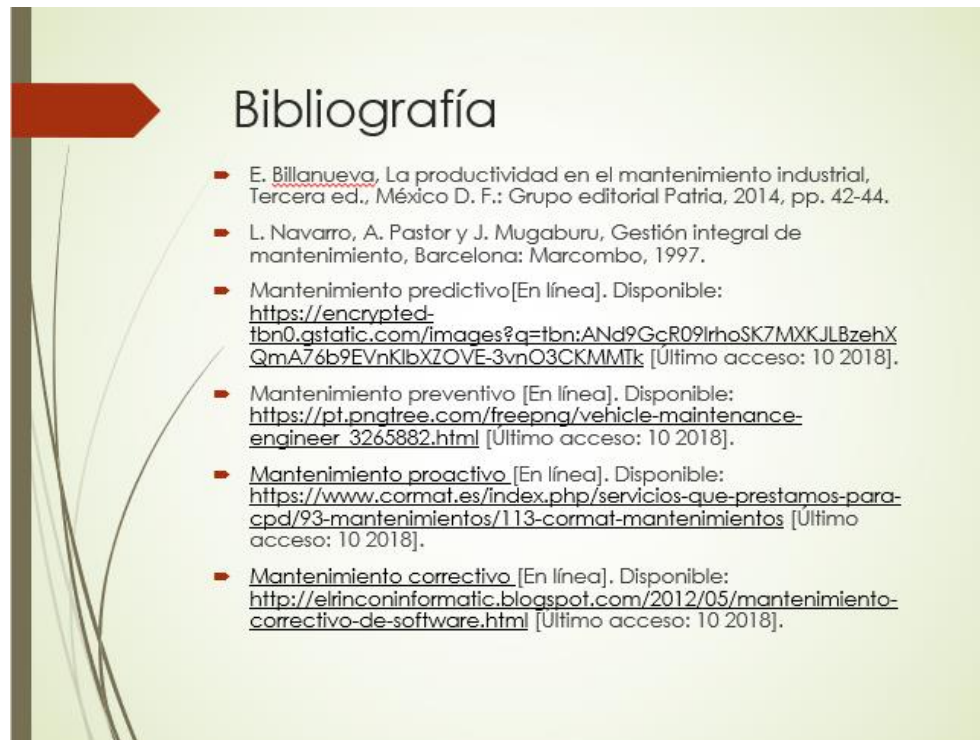 Bibliografía
E. Billanueva, La productividad en el mantenimiento industrial,
Tercera ed., México D. F.: Grupo editorial Patria, 2014, pp. 42-44.
L. Navarro, A. Pastor y J. Mugaburu, Gestión integral de
mantenimiento, Barcelona: Marcombo, 1997.
Mantenimiento predictivo[En línea]. Disponible:
https://encrypted-
tbn0.gstatic.com/images?q=tbn:ANd9GcR09IrhoSK7MXKJLBzehX
QmA76b9EVnKIbXZOVE-3vnO3CKMMTk [Último acceso: 10 2018].
Mantenimiento preventivo [En línea]. Disponible:
https://pt.pngtree.com/freepng/vehicle-maintenance-
engineer_3265882.html [Último acceso: 10 2018].
Mantenimiento proactivo [En línea]. Disponible:
https://www.cormat.es/index.php/servicios-que-prestamos-para-
cpd/93-mantenimientos/113-cormat-mantenimientos [Último
acceso: 10 2018].
Mantenimiento correctivo [En línea]. Disponible:
http://elrinconinformatic.blogspot.com/2012/05/mantenimiento-
correctivo-de-software.html [Último acceso: 10 2018].